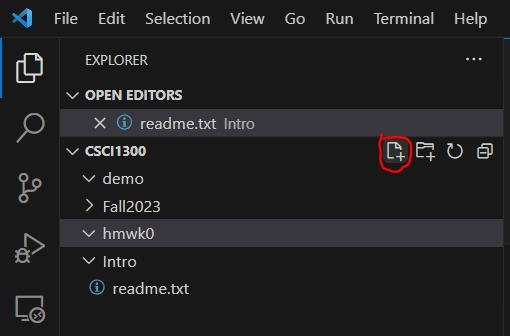 File Edit Selection View Go Run Terminal Help
EXPLORER
OPEN EDITORS
readme.txt Intro
CSCI1300
demo
Fall2023
hmwk0
Intro
readme.txt